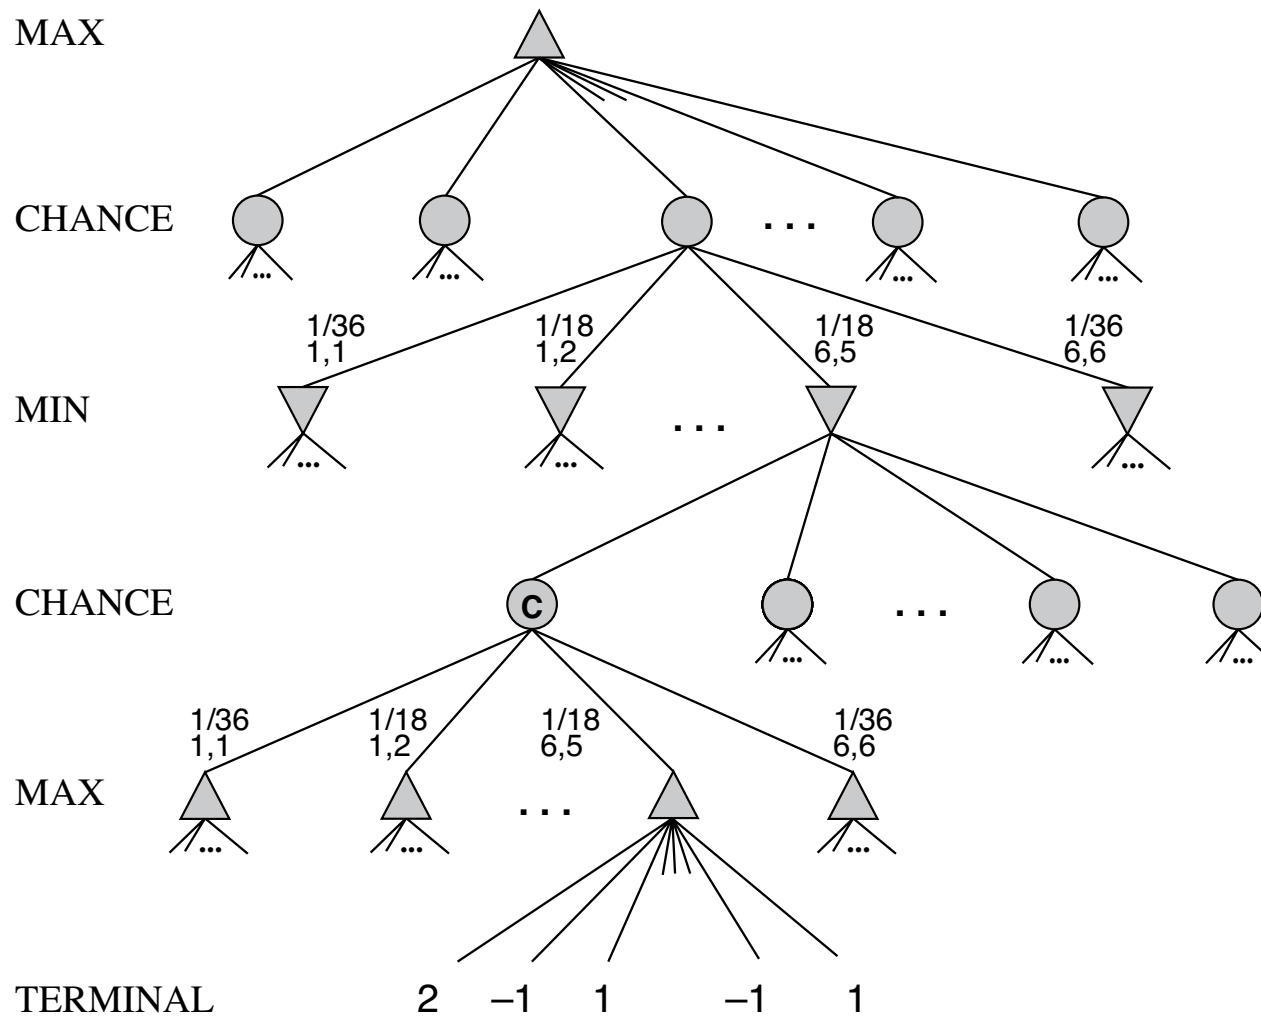 MAX
CHANCE
...
... ... ... ... ...
1/36 1/18 1/18 1/36
1,1 1,2 6,5 6,6
MIN
...
... ... ... ...
CHANCE
C
...
... ... ...
1/36 1/18 1/18 1/36
1,1 1,2 6,5 6,6
MAX
...
... ... ...
TERMINAL 2 –1 1 –1 1